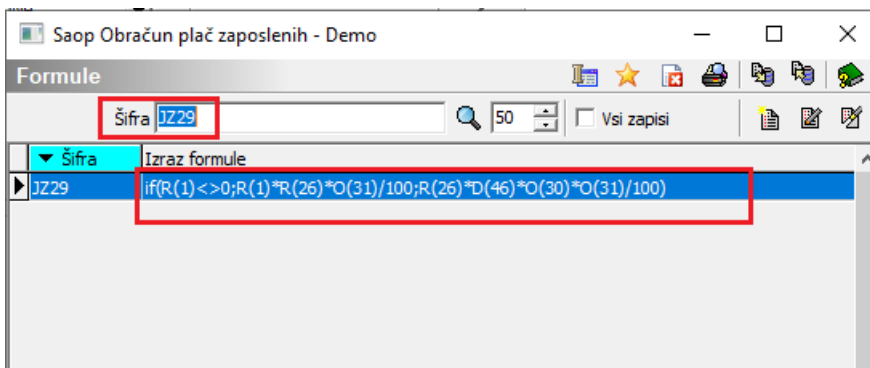 Saop Obračun plač zaposlenih - Demo
Formule
Šifra JZ29 50 Vsi zapisi
Šifra Izraz formule
JZ29 if(R(1)<>0;R(1)*R(26)*O(31)/100;R(26)*D(46)*O(30)*O(31)/100)